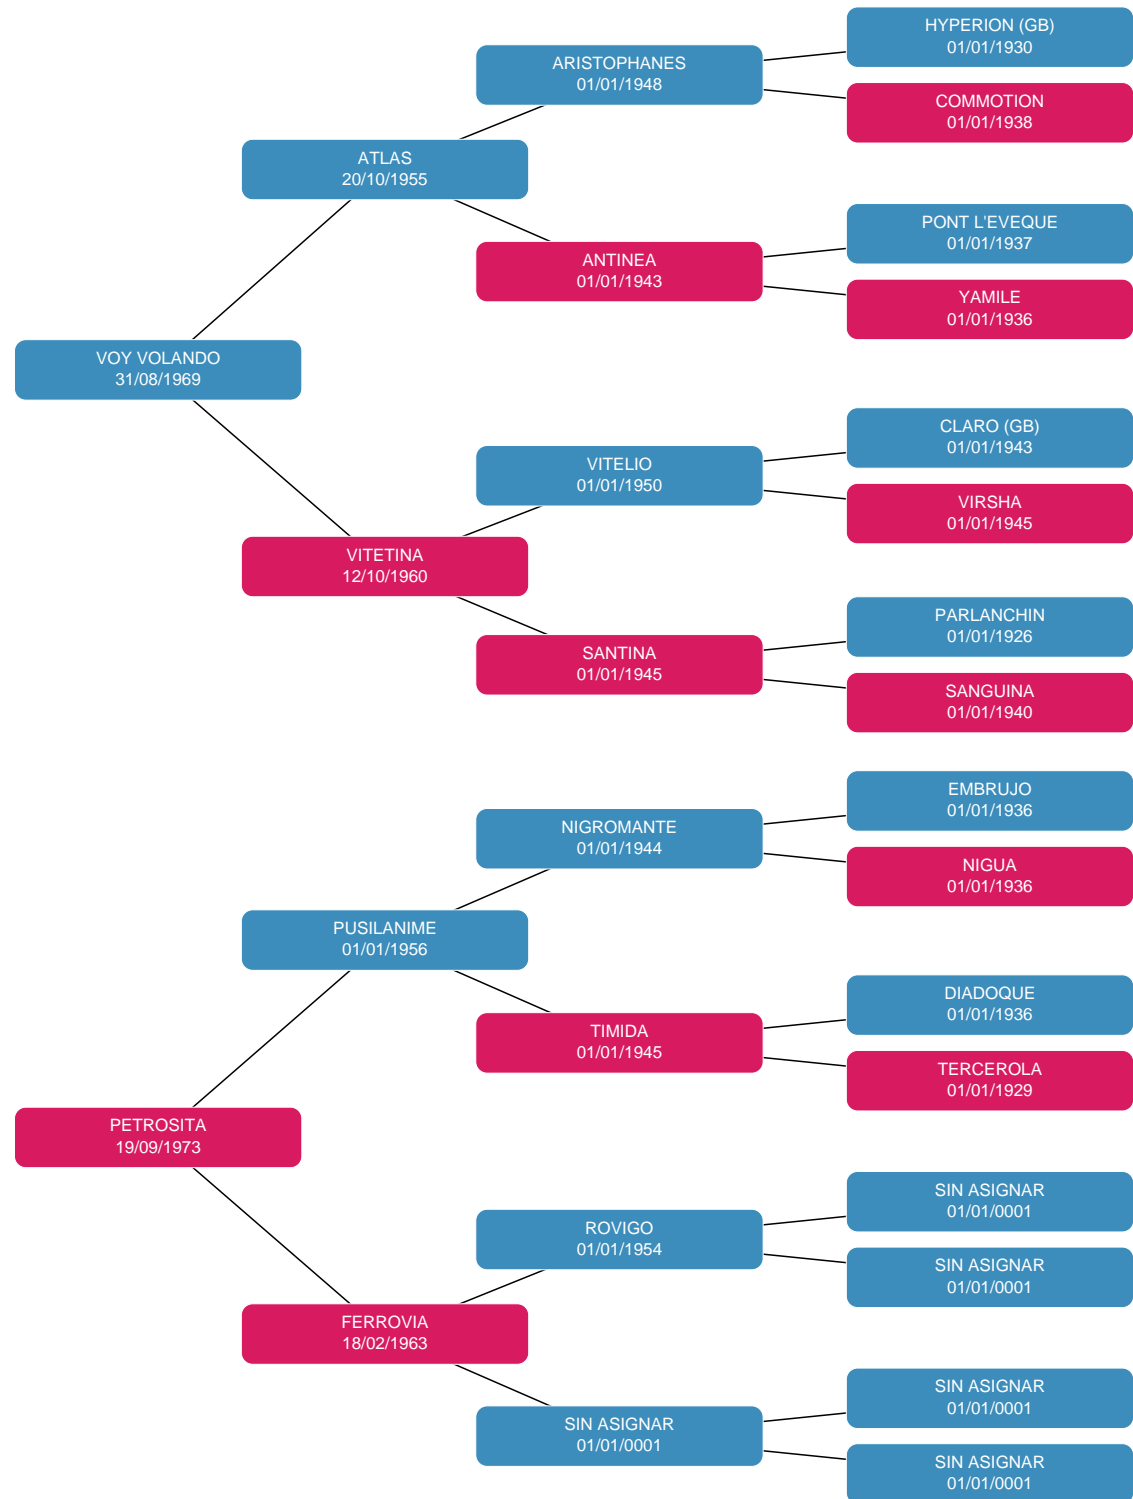 HYPERION (GB)
01/01/1930
ARISTOPHANES
01/01/1948
COMMOTION
01/01/1938
ATLAS
20/10/1955
PONT L'EVEQUE
01/01/1937
ANTINEA
01/01/1943
YAMILE
01/01/1936
VOY VOLANDO
31/08/1969
CLARO (GB)
01/01/1943
VITELIO
01/01/1950
VIRSHA
01/01/1945
VITETINA
12/10/1960
PARLANCHIN
01/01/1926
SANTINA
01/01/1945
SANGUINA
01/01/1940
EMBRUJO
01/01/1936
NIGROMANTE
01/01/1944
NIGUA
01/01/1936
PUSILANIME
01/01/1956
DIADOQUE
01/01/1936
TIMIDA
01/01/1945
TERCEROLA
01/01/1929
PETROSITA
19/09/1973
SIN ASIGNAR
01/01/0001
ROVIGO
01/01/1954
SIN ASIGNAR
01/01/0001
FERROVIA
18/02/1963
SIN ASIGNAR
01/01/0001
SIN ASIGNAR
01/01/0001
SIN ASIGNAR
01/01/0001